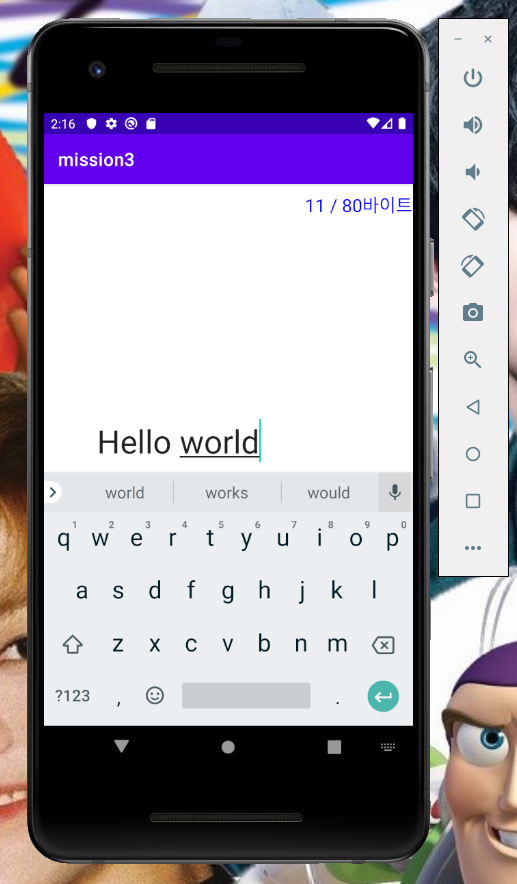 2:16
mission3
11 / 80바이트
Hello world
world works would
1 2 3 4 5 6 7 8 9 0
q w e r t y u i o p
a s d f g h j k l
z x c v b n m
?123 , .